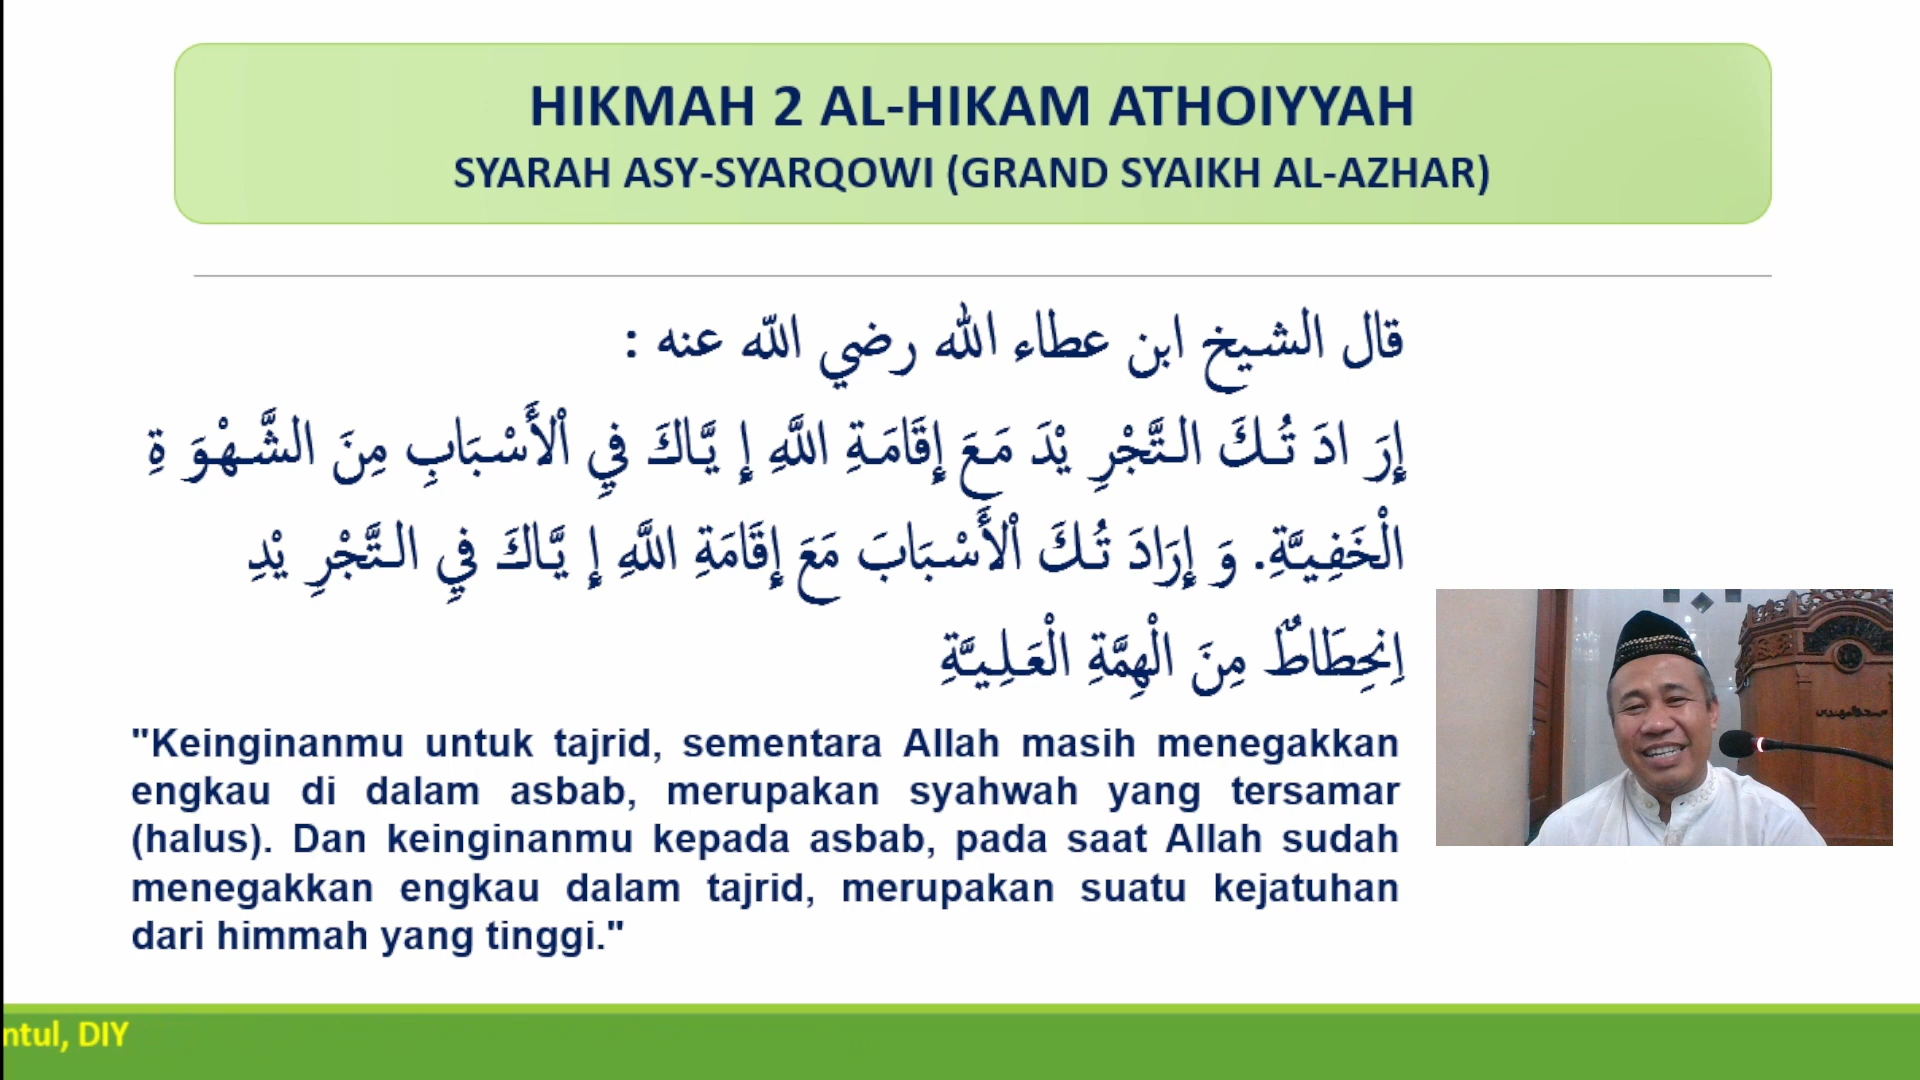 HIKMAH 2 AL-HIKAM ATHOIYYAH
SYARAH ASY-SYARQOWI (GRAND SYAIKH AL-AZHAR)
قال الشيخ ابن عطاء الله رضي الله عنه :
إِرَ ادَ تُكَ التَّجْرِ يْدَ مَعَ إِقَامَةِ اللَّهِ إِ يَّاكَ فِي اْلأَسْبَابِ مِنَ الشَّهْوَ ةِ
الْخَفِيَّةِ. وَ إِرَادَ تُكَ اْلأَسْبَابَ مَعَ إِقَامَةِ اللَّهِ إِ يَّاكَ فِي التَّجْرِ يْدِ
اِنْحِطَاطٌ مِنَ الْهِمَّةِ الْعَلِيَّةِ
"Keinginanmu untuk tajrid, sementara Allah masih menegakkan
engkau di dalam asbab, merupakan syahwah yang tersamar
(halus). Dan keinginanmu kepada asbab, pada saat Allah sudah
menegakkan engkau dalam tajrid, merupakan suatu kejatuhan
dari himmah yang tinggi."
ntul, DIY